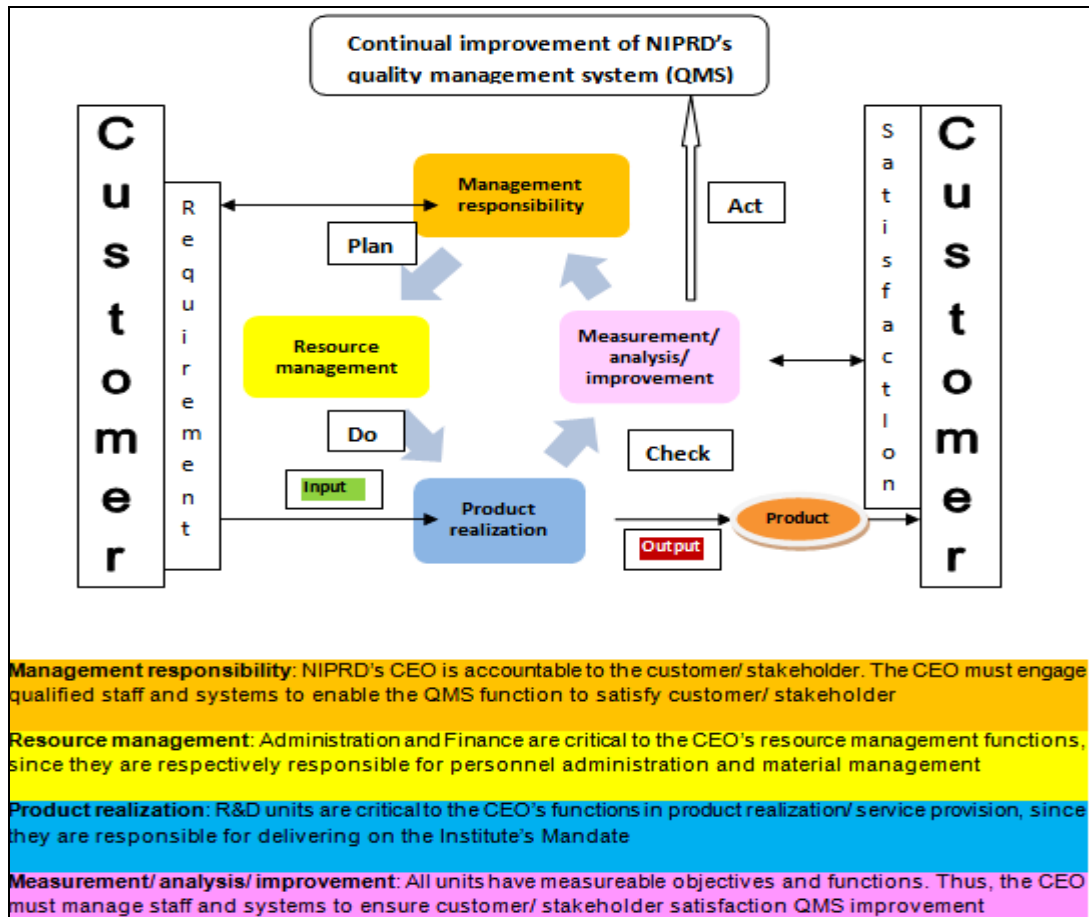 Continual improvement of NIPRD's
quality management system (QMS)
Customer
Requirement
Management
responsibility
Plan
Act
Satisfactlon
Customer
Resource
management
Measurement/
analysis/
improvement
Do
Check
Input
Product
realization
Output
Product
Management responsibility: NIPRD's CEO is accountable to the customer/ stakeholder. The CEO must engage
qualified staff and systems to enable the QMS function to satisfy customer/ stakeholder
Resource management: Administration and Finance are critical to the CEO's resource management functions,
since they are respectively responsible for personnel administration and material management
Product realization: R&D units are critical to the CEO's functions in product realization/ service provision, since
they are responsible for delivering on the Institute's Mandate
Measurement/ analysis/ improvement: All units have measureable objectives and functions. Thus, the CEO
must manage staff and systems to ensure customer/ stakeholder satisfaction QMS improvement